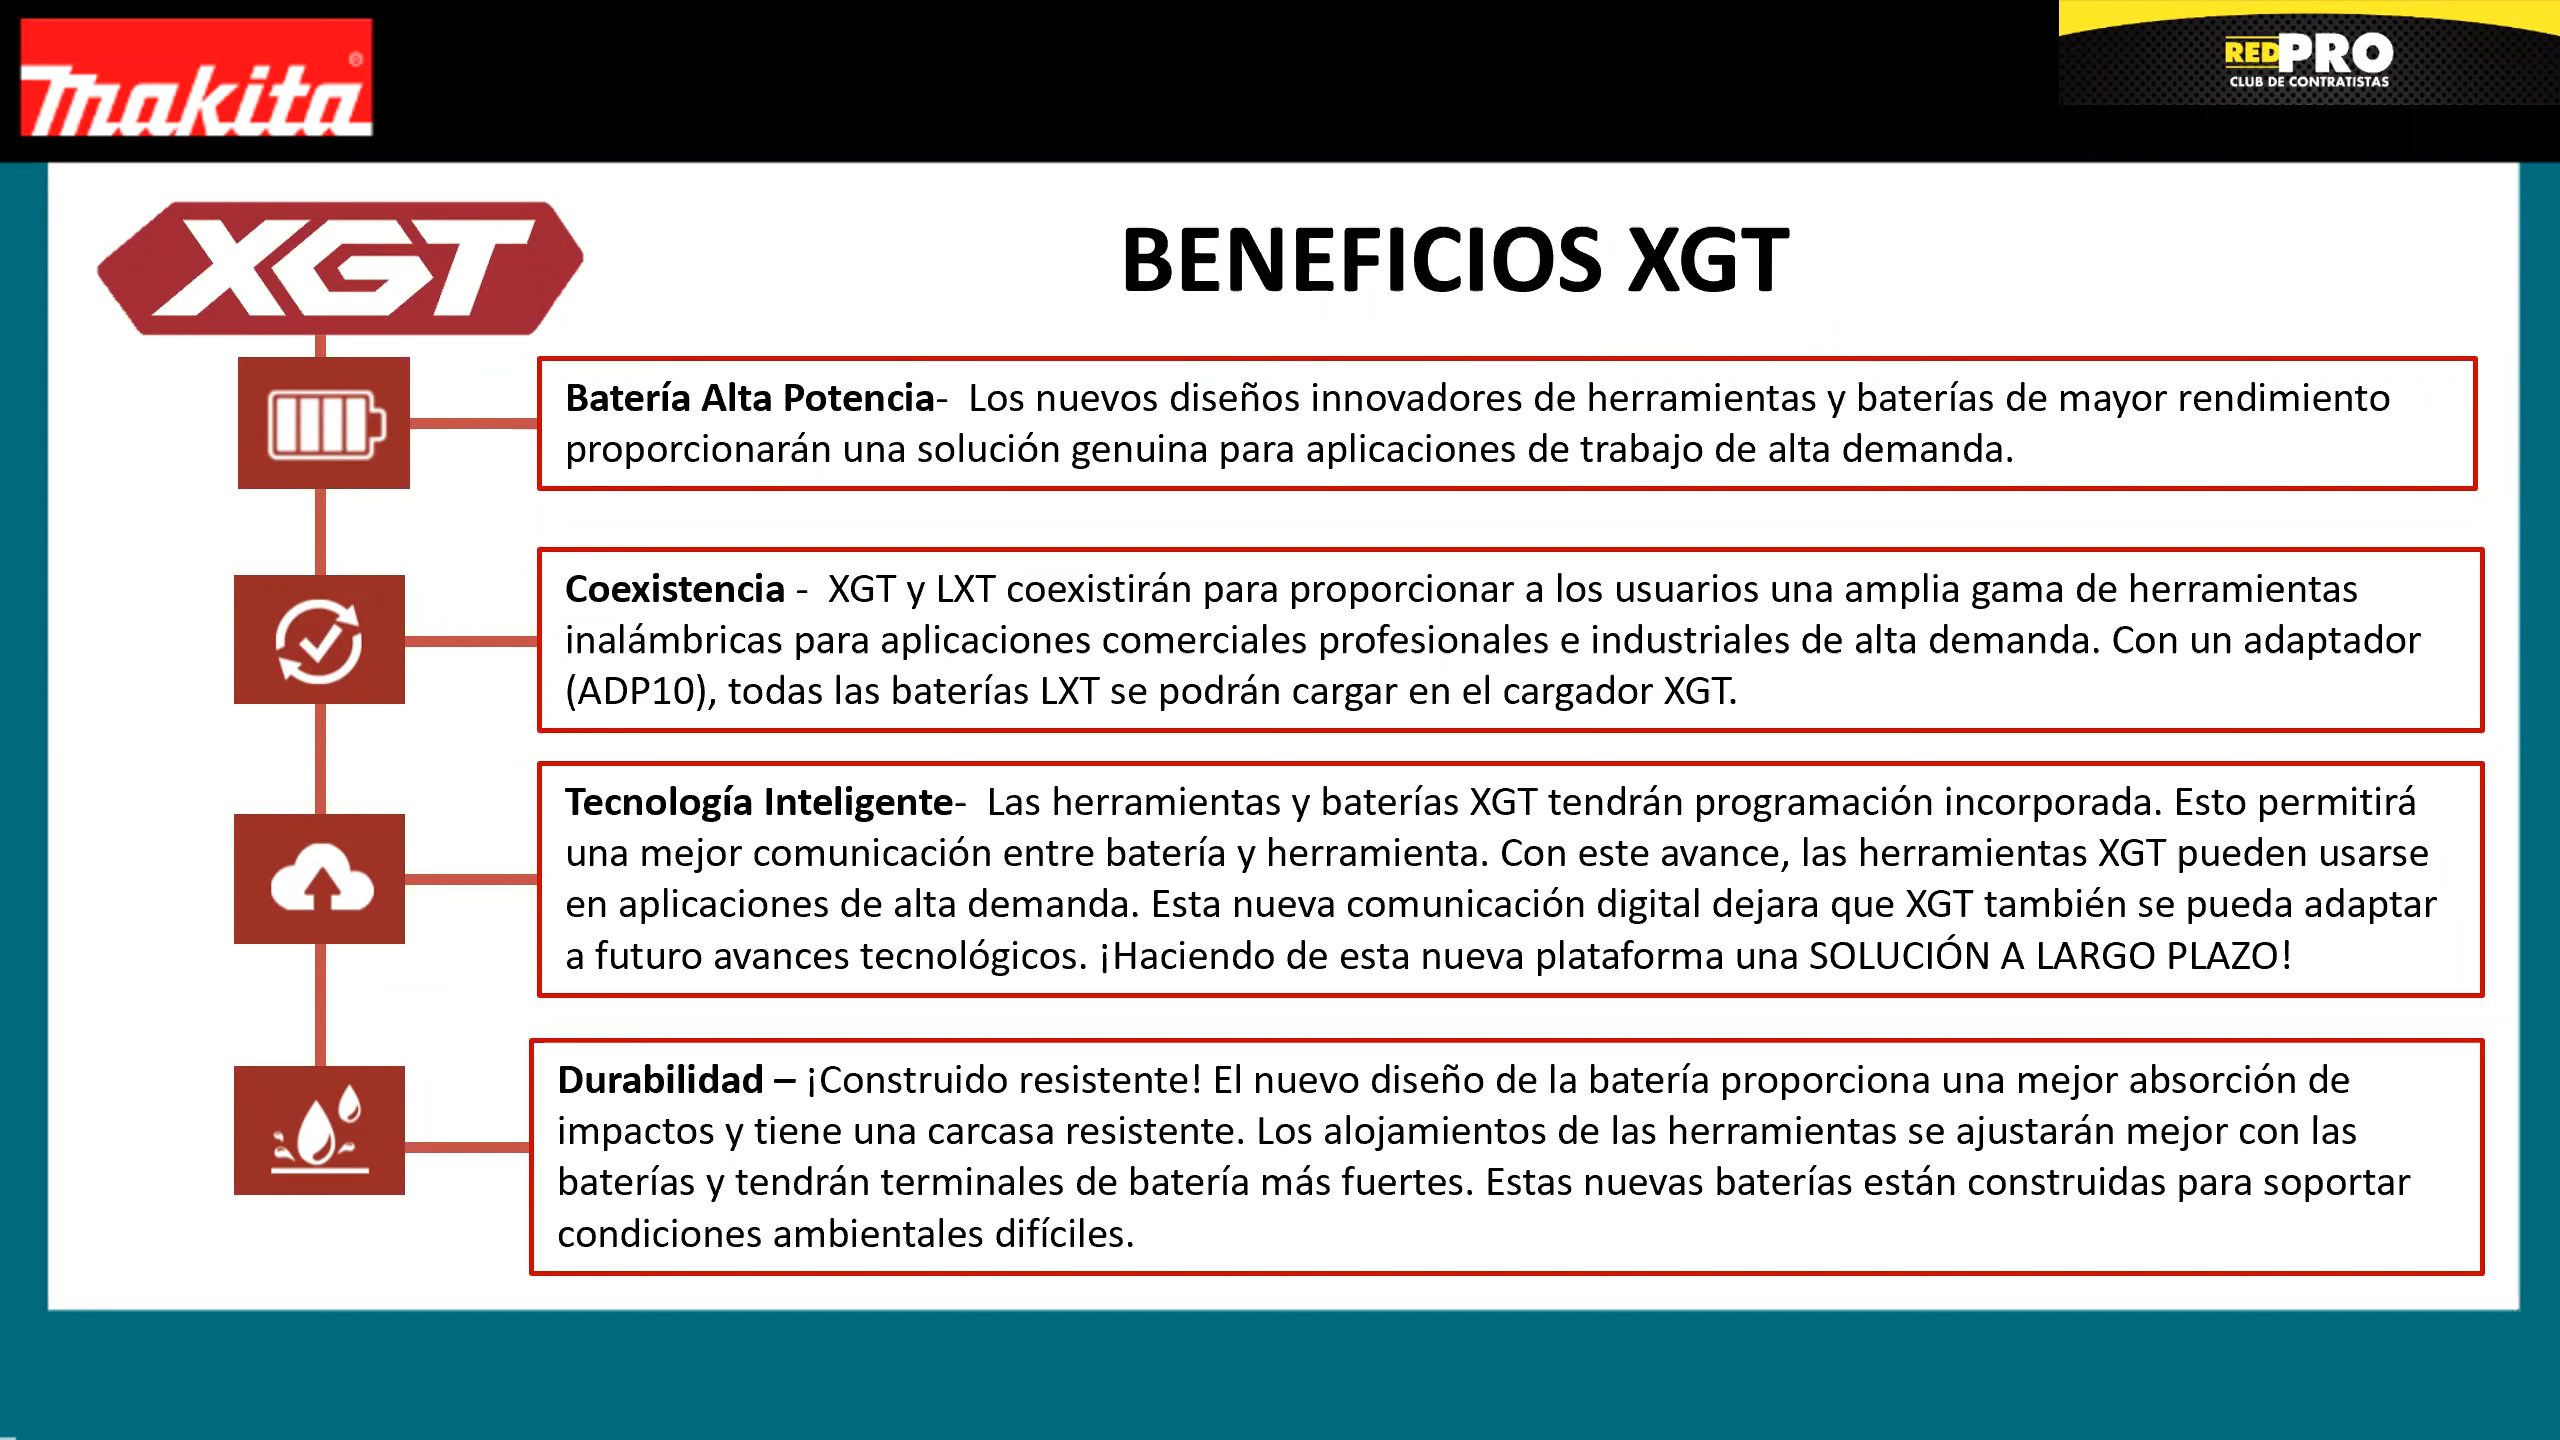 makita®
REDPRO
CLUB DE CONTRATISTAS
XGT
BENEFICIOS XGT
Batería Alta Potencia-  Los nuevos diseños innovadores de herramientas y baterías de mayor rendimiento
proporcionarán una solución genuina para aplicaciones de trabajo de alta demanda.
Coexistencia -  XGT y LXT coexistirán para proporcionar a los usuarios una amplia gama de herramientas
inalámbricas para aplicaciones comerciales profesionales e industriales de alta demanda. Con un adaptador
(ADP10), todas las baterías LXT se podrán cargar en el cargador XGT.
Tecnología Inteligente-  Las herramientas y baterías XGT tendrán programación incorporada. Esto permitirá
una mejor comunicación entre batería y herramienta. Con este avance, las herramientas XGT pueden usarse
en aplicaciones de alta demanda. Esta nueva comunicación digital dejara que XGT también se pueda adaptar
a futuro avances tecnológicos. ¡Haciendo de esta nueva plataforma una SOLUCIÓN A LARGO PLAZO!
Durabilidad – ¡Construido resistente! El nuevo diseño de la batería proporciona una mejor absorción de
impactos y tiene una carcasa resistente. Los alojamientos de las herramientas se ajustarán mejor con las
baterías y tendrán terminales de batería más fuertes. Estas nuevas baterías están construidas para soportar
condiciones ambientales difíciles.